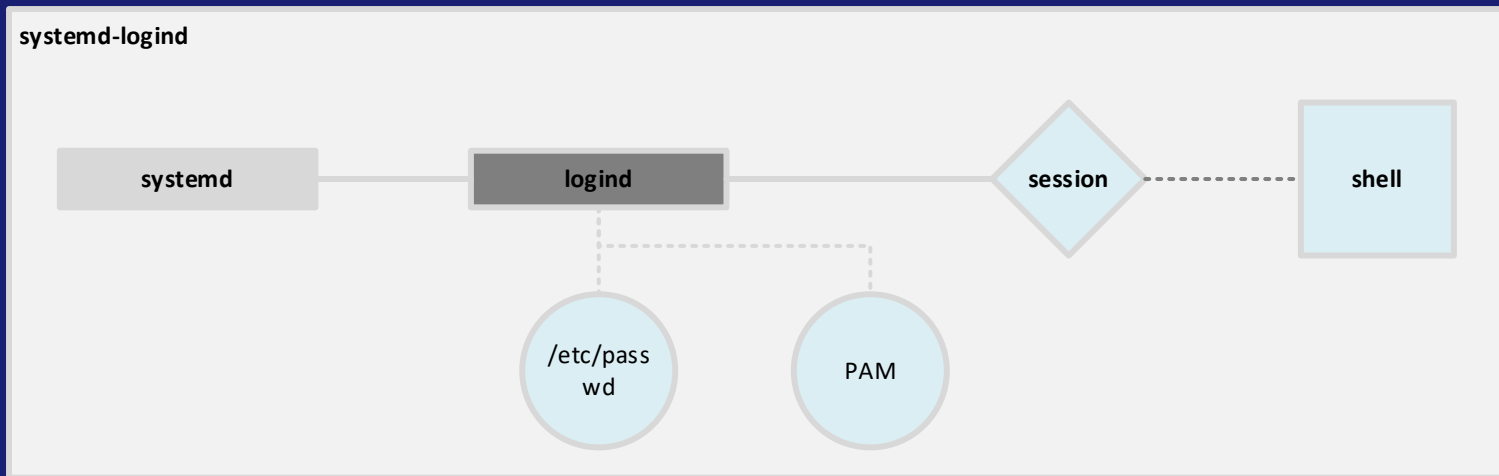 systemd-logind
systemd
logind
session
shell
/etc/pass
wd
PAM